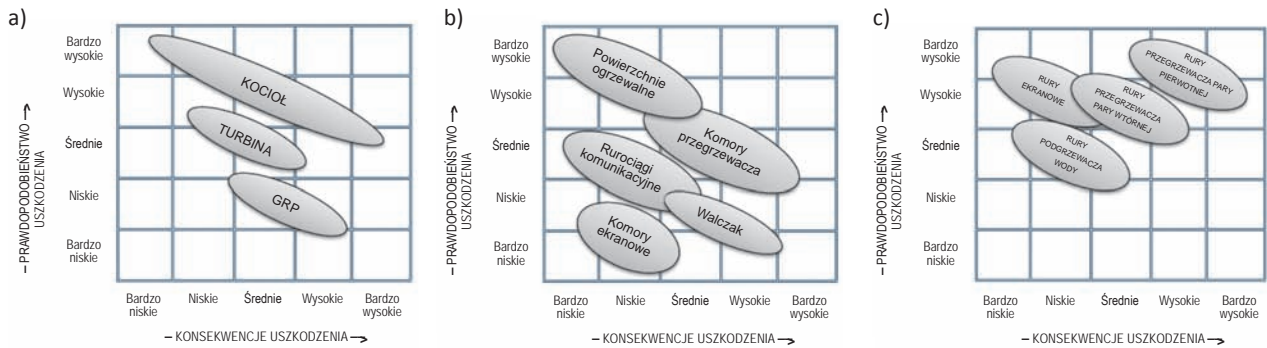 a)
– PRAWDOPODOBIEŃSTWO →
USZKODZENIA
Bardzo
wysokie
Wysokie
Średnie
Niskie
Bardzo
niskie
KOCIOŁ
TURBINA
GRP
Bardzo
niskie
Niskie
Średnie
Wysokie
Bardzo
wysokie
– KONSEKWENCJE USZKODZENIA →
b)
– PRAWDOPODOBIEŃSTWO →
USZKODZENIA
Bardzo
wysokie
Wysokie
Średnie
Niskie
Bardzo
niskie
Powierzchnie
ogrzewalne
Komory
przegrzewacza
Rurociągi
komunikacyjne
Walczak
Komory
ekranowe
Bardzo
niskie
Niskie
Średnie
Wysokie
Bardzo
wysokie
– KONSEKWENCJE USZKODZENIA →
c)
– PRAWDOPODOBIEŃSTWO →
USZKODZENIA
Bardzo
wysokie
Wysokie
Średnie
Niskie
Bardzo
niskie
RURY
PRZEGRZEWACZA PARY
PIERWOTNEJ
RURY
EKRANOWE
RURY
PRZEGRZEWACZA
PARY WTÓRNEJ
RURY
PODGRZEWACZA
WODY
Bardzo
niskie
Niskie
Średnie
Wysokie
Bardzo
wysokie
– KONSEKWENCJE USZKODZENIA →